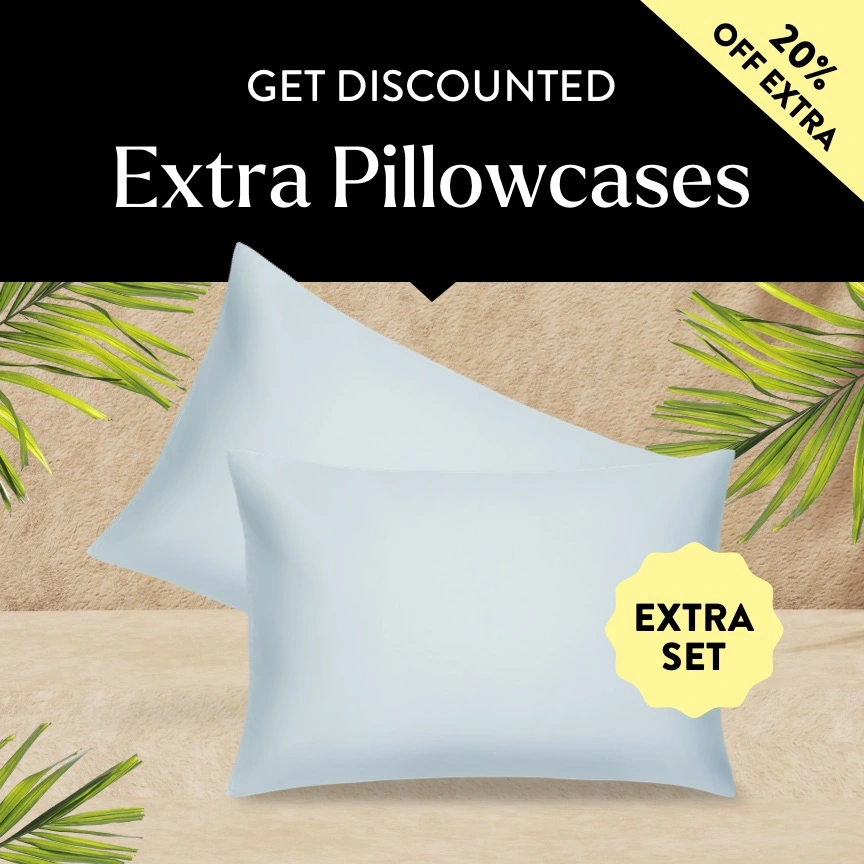 GET DISCOUNTED
Extra Pillowcases
20%
OFF EXTRA
EXTRA
SET